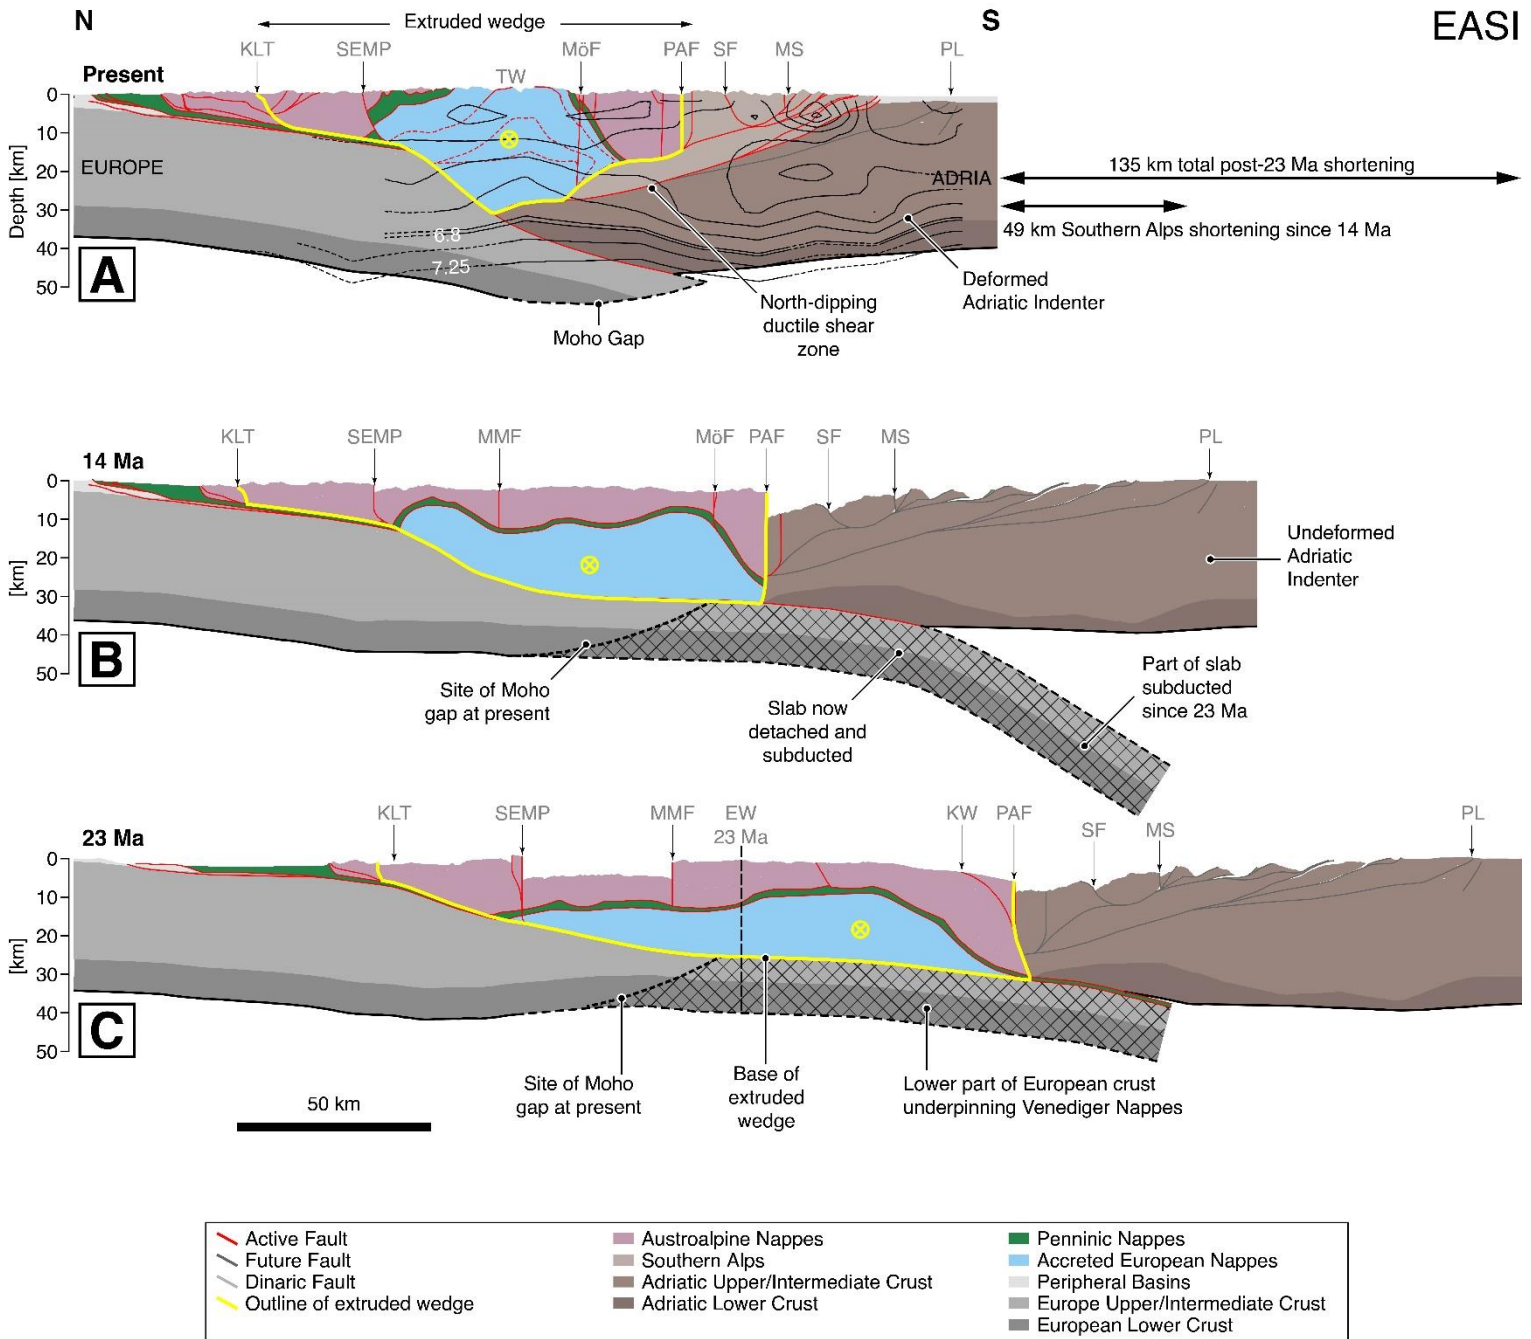 N
Extruded wedge
S
EASI
KLT
SEMP
MöF
PAF
SF
MS
PL
Present
TW
0
10
20
30
40
50
Depth [km]
EUROPE
ADRIA
6.8
7.25
135 km total post-23 Ma shortening
49 km Southern Alps shortening since 14 Ma
A
Moho Gap
North-dipping
ductile shear
zone
Deformed
Adriatic Indenter
KLT
SEMP
MMF
MöF
PAF
SF
MS
PL
14 Ma
0
10
20
30
40
50
[km]
B
Undeformed
Adriatic
Indenter
Site of Moho
gap at present
Slab now
detached and
subducted
Part of slab
subducted
since 23 Ma
KLT
SEMP
MMF
EW
23 Ma
KW
PAF
SF
MS
PL
23 Ma
0
10
20
30
40
50
[km]
C
Site of Moho
gap at present
Base of
extruded
wedge
Lower part of European crust
underpinning Venediger Nappes
50 km
Active Fault
Future Fault
Dinaric Fault
Outline of extruded wedge
Austroalpine Nappes
Southern Alps
Adriatic Upper/Intermediate Crust
Adriatic Lower Crust
Penninic Nappes
Accreted European Nappes
Peripheral Basins
Europe Upper/Intermediate Crust
European Lower Crust